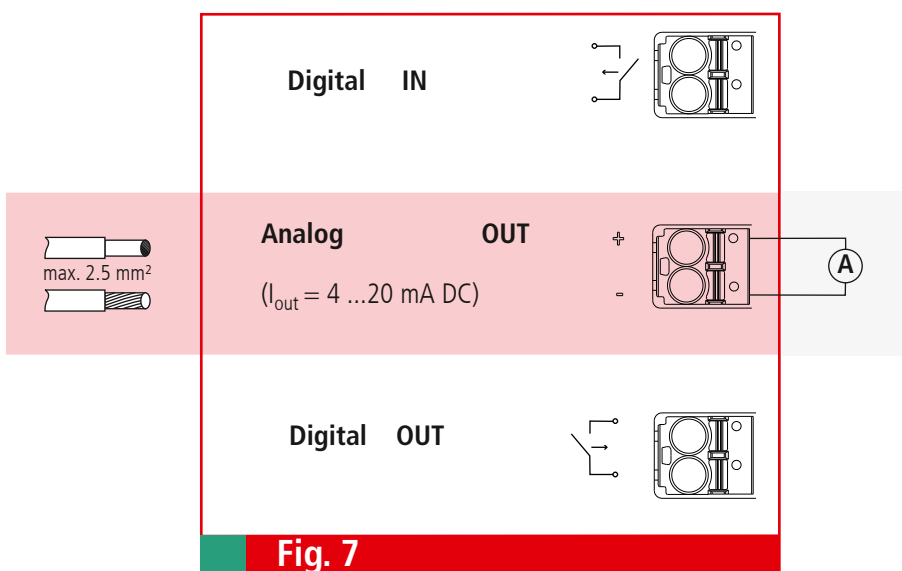 Digital IN
Analog OUT
+
max. 2.5 mm²
(Iout = 4 ...20 mA DC)
-
A
Digital OUT
Fig. 7